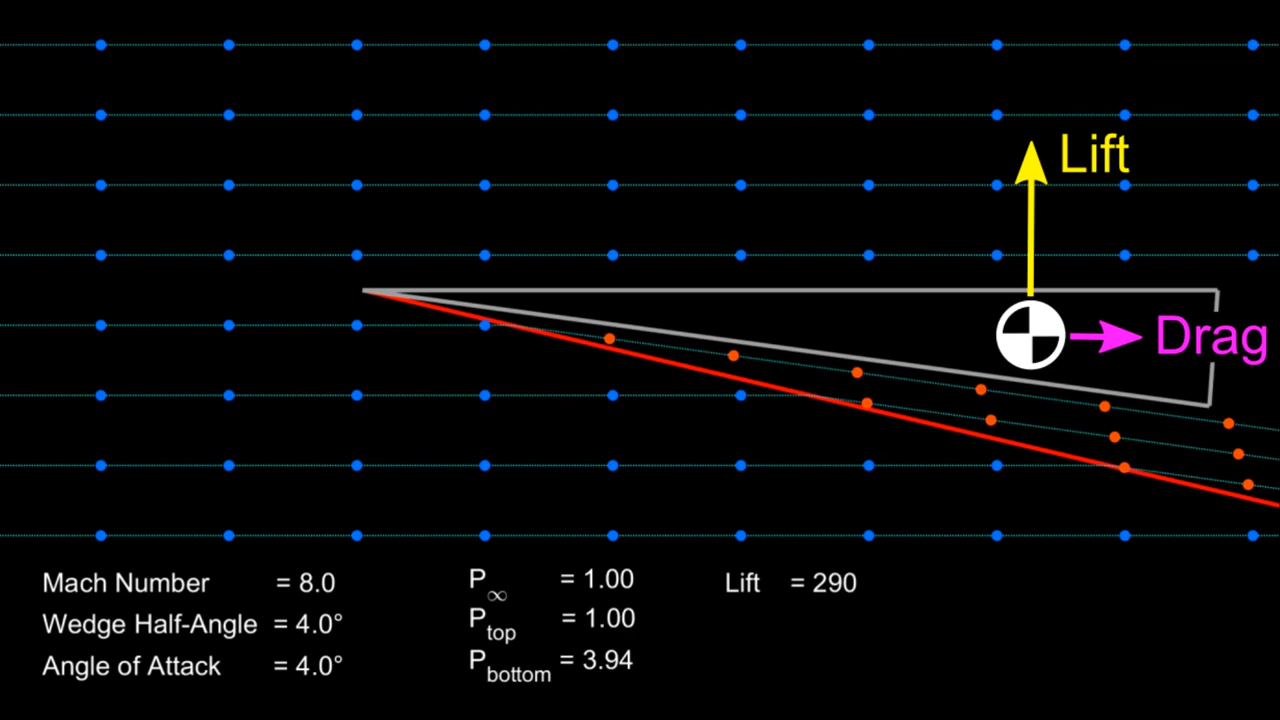 Lift
Drag
Mach Number = 8.0
Wedge Half-Angle = 4.0°
Angle of Attack = 4.0°
P∞ = 1.00
Ptop = 1.00
Pbottom = 3.94
Lift = 290